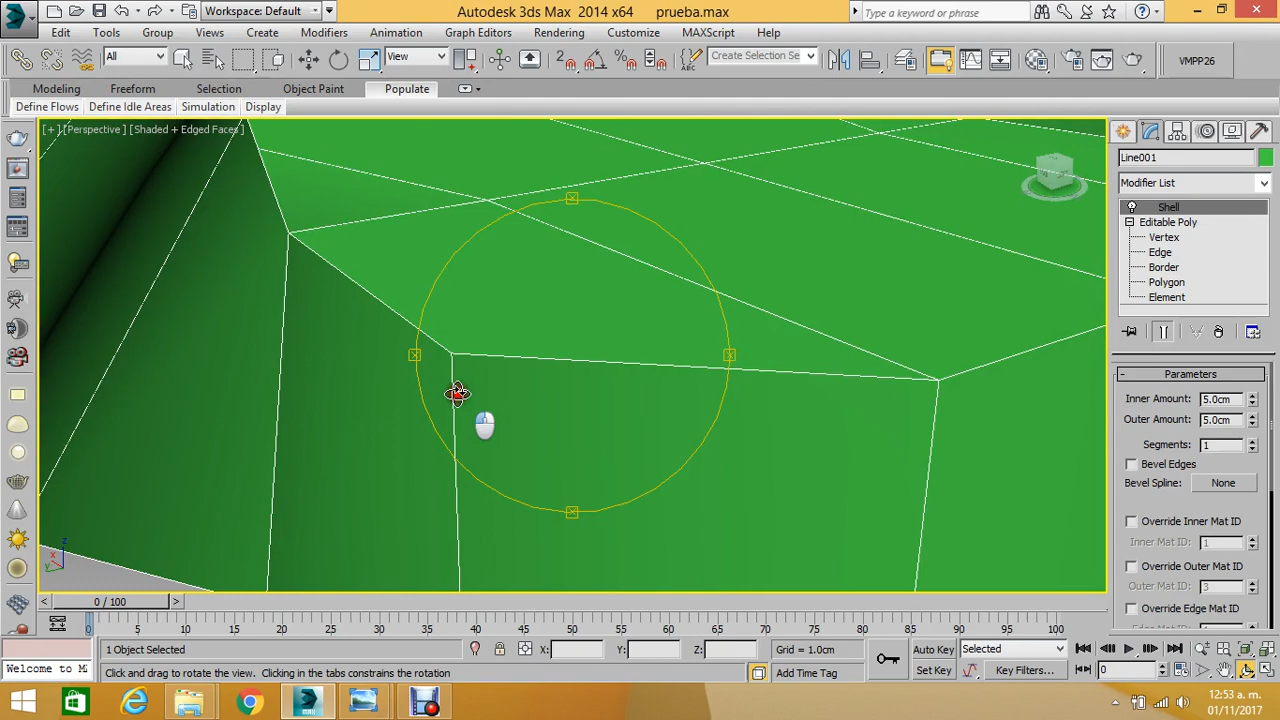 Workspace: Default
Autodesk 3ds Max 2014 x64 prueba.max
Type a keyword or phrase
MAX
Edit Tools Group Views Create Modifiers Animation Graph Editors Rendering Customize MAXScript Help
All
View
Create Selection Se
VMPP26
Modeling Freeform Selection Object Paint Populate
Define Flows Define Idle Areas Simulation Display
[+] [Perspective] [Shaded + Edged Faces]
Line001
Modifier List
Shell
Editable Poly
Vertex
Edge
Border
Polygon
Element
- Parameters
Inner Amount: 5.0cm
Outer Amount: 5.0cm
Segments: 1
Bevel Edges
Bevel Spline: None
Override Inner Mat ID
Inner Mat ID: 1
Override Outer Mat ID
Outer Mat ID: 3
Override Edge Mat ID
z
x
y
< 0 / 100 >
0 5 10 15 20 25 30 35 40 45 50 55 60 65 70 75 80 85 90 95 100
1 Object Selected X: Y: Z: Grid = 1.0cm Auto Key Selected
Welcome to M Click and drag to rotate the view. Clicking in the tabs constrains the rotation Add Time Tag Set Key Key Filters... 0
MAX
12:53 a. m.
01/11/2017